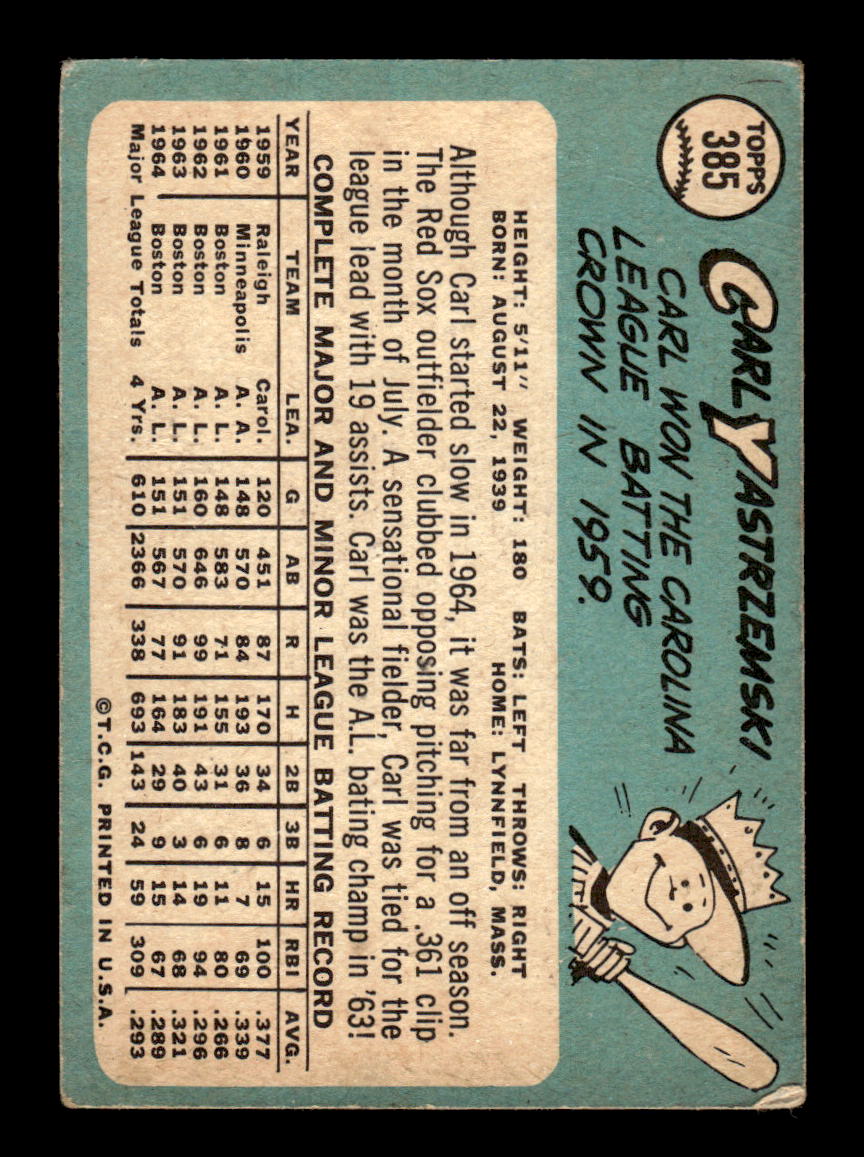 TOPPS
385
CARL YASTRZEMSKI
CARL WON THE CAROLINA
LEAGUE BATTING
CROWN IN 1959.
HEIGHT: 5'11" WEIGHT: 180 BATS: LEFT THROWS: RIGHT
BORN: AUGUST 22, 1939 HOME: LYNNFIELD, MASS.
Although Carl started slow in 1964, it was far from an off season.
The Red Sox outfielder clubbed opposing pitching for a .361 clip
in the month of July. A sensational fielder, Carl was tied for the
league lead with 19 assists. Carl was the A.L. bating champ in '63!
COMPLETE MAJOR AND MINOR LEAGUE BATTING RECORD
YEAR TEAM LEA. G AB R H 2B 3B HR RBI AVG.
1959 Raleigh Carol. 120 451 87 170 34 6 15 100 .377
1960 Minneapolis A. A. 148 570 84 193 36 8 7 69 .339
1961 Boston A. L. 148 583 71 155 31 6 11 80 .266
1962 Boston A. L. 160 646 99 191 43 6 19 94 .296
1963 Boston A. L. 151 570 91 183 40 3 14 68 .321
1964 Boston A. L. 151 567 77 164 29 9 15 67 .289
Major League Totals 4 Yrs. 610 2366 338 693 143 24 59 309 .293
©T.C.G. PRINTED IN U.S.A.